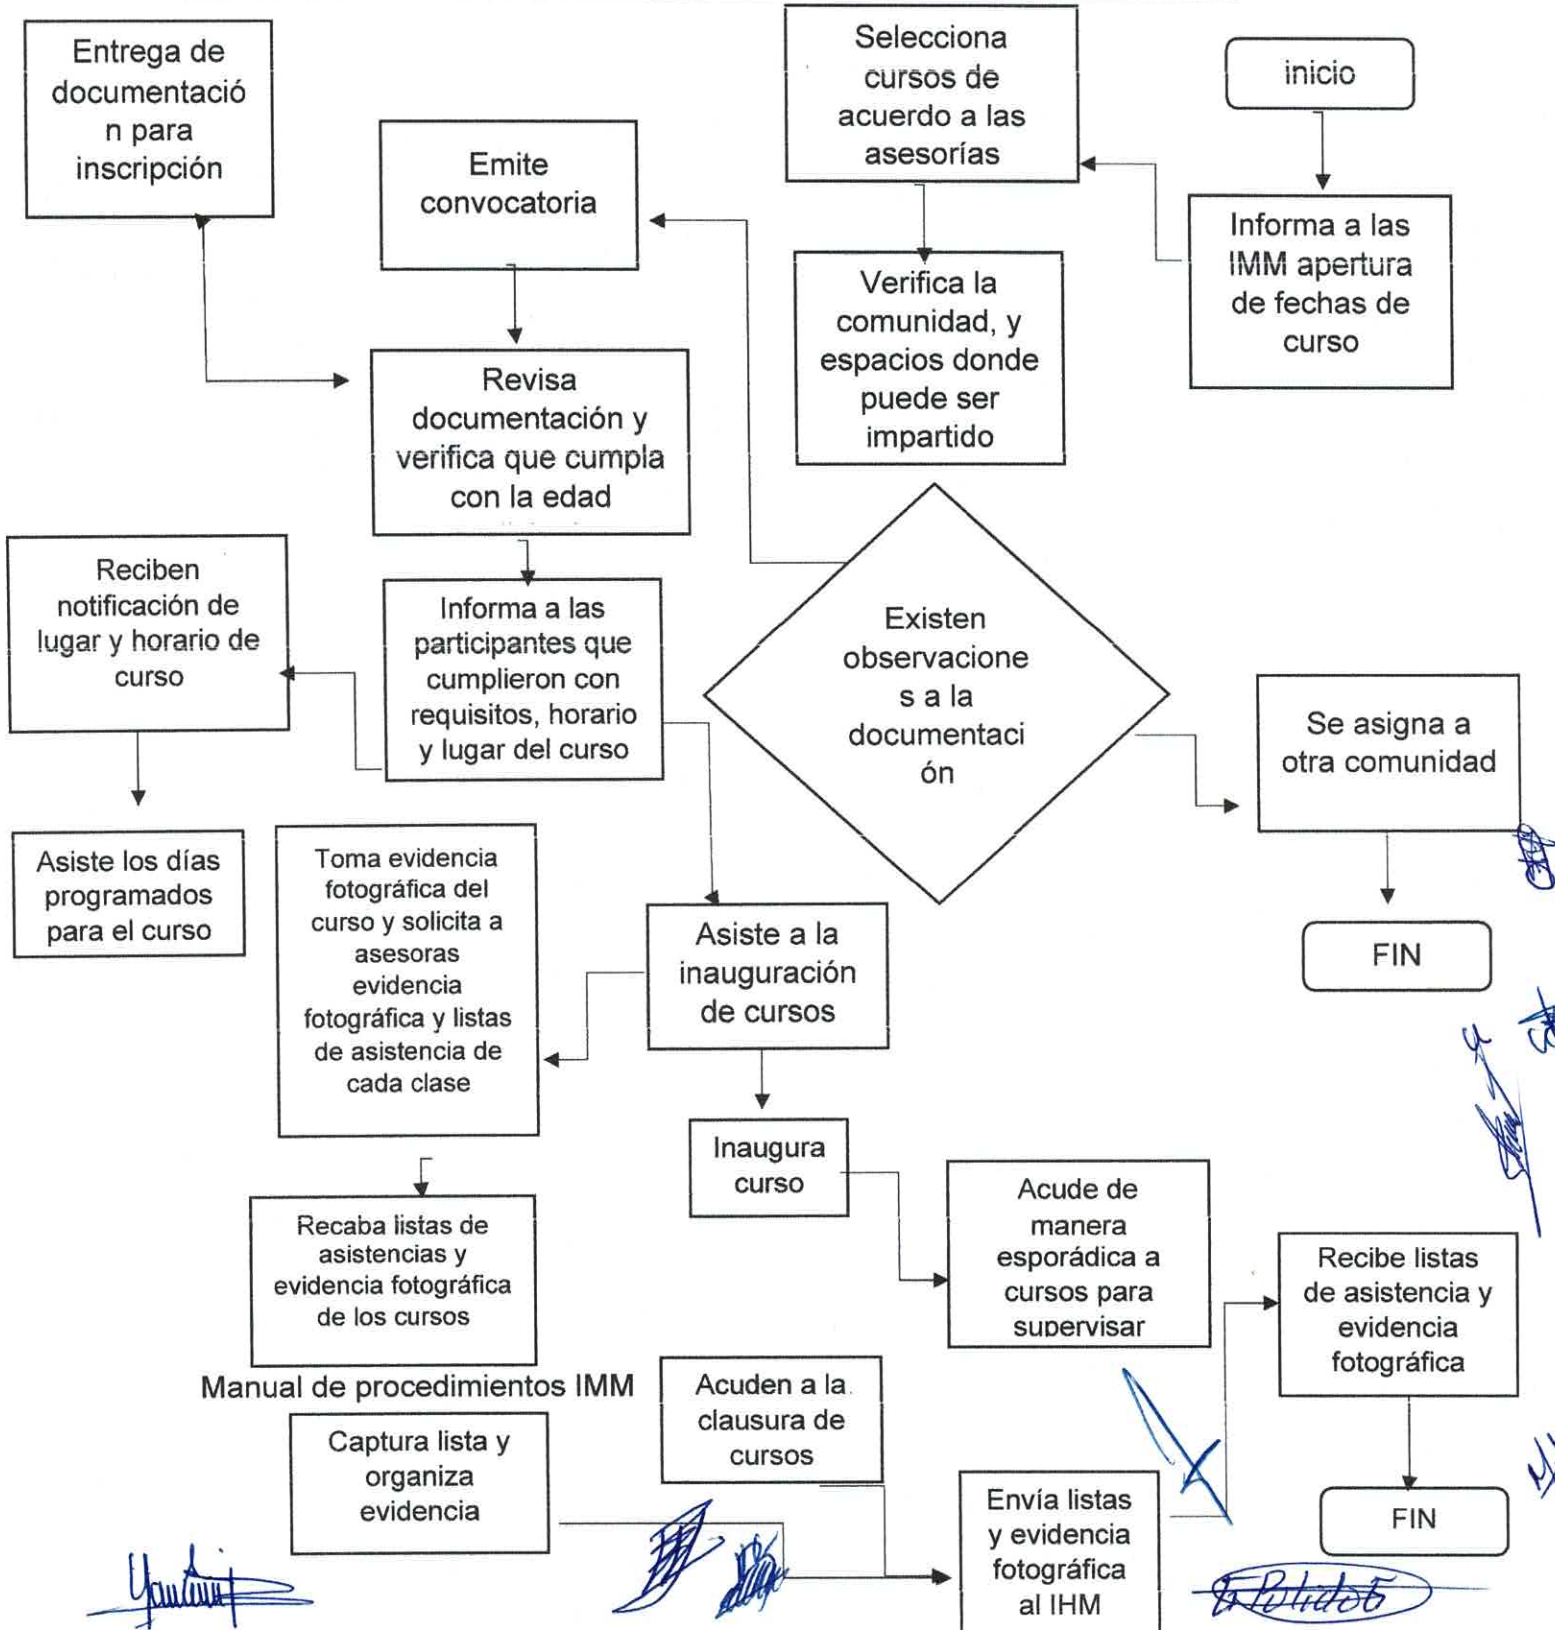 Entrega de
documentació
n para
inscripción
Emite
convocatoria
Selecciona
cursos de
acuerdo a las
asesorías
inicio
Informa a las
IMM apertura
de fechas de
curso
Verifica la
comunidad, y
espacios donde
puede ser
impartido
Revisa
documentación y
verifica que cumpla
con la edad
Reciben
notificación de
lugar y horario de
curso
Informa a las
participantes que
cumplieron con
requisitos, horario
y lugar del curso
Existen
observacione
s a la
documentaci
ón
Se asigna a
otra comunidad
Asiste los días
programados
para el curso
Toma evidencia
fotográfica del
curso y solicita a
asesoras
evidencia
fotográfica y listas
de asistencia de
cada clase
Asiste a la
inauguración
de cursos
FIN
Inaugura
curso
Acude de
manera
esporádica a
cursos para
supervisar
Recibe listas
de asistencia y
evidencia
fotográfica
Recaba listas de
asistencias y
evidencia fotográfica
de los cursos
Manual de procedimientos IMM
Acuden a la
clausura de
cursos
Captura lista y
organiza
evidencia
Envía listas
y evidencia
fotográfica
al IHM
FIN